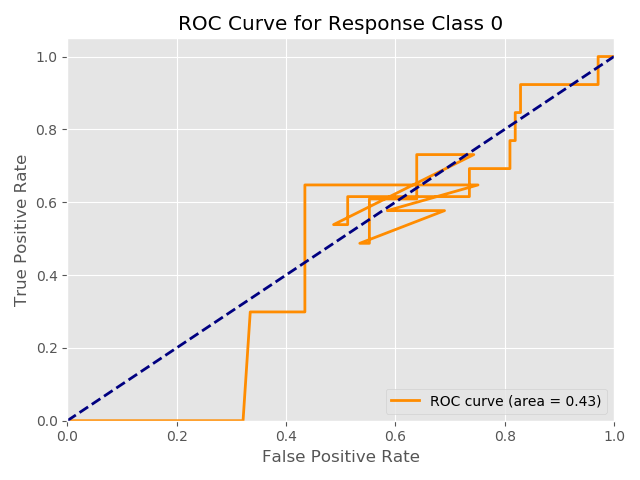 ROC Curve for Response Class 0
True Positive Rate
1.0
0.8
0.6
0.4
0.2
0.0
0.0 0.2 0.4 0.6 0.8 1.0
False Positive Rate
ROC curve (area = 0.43)